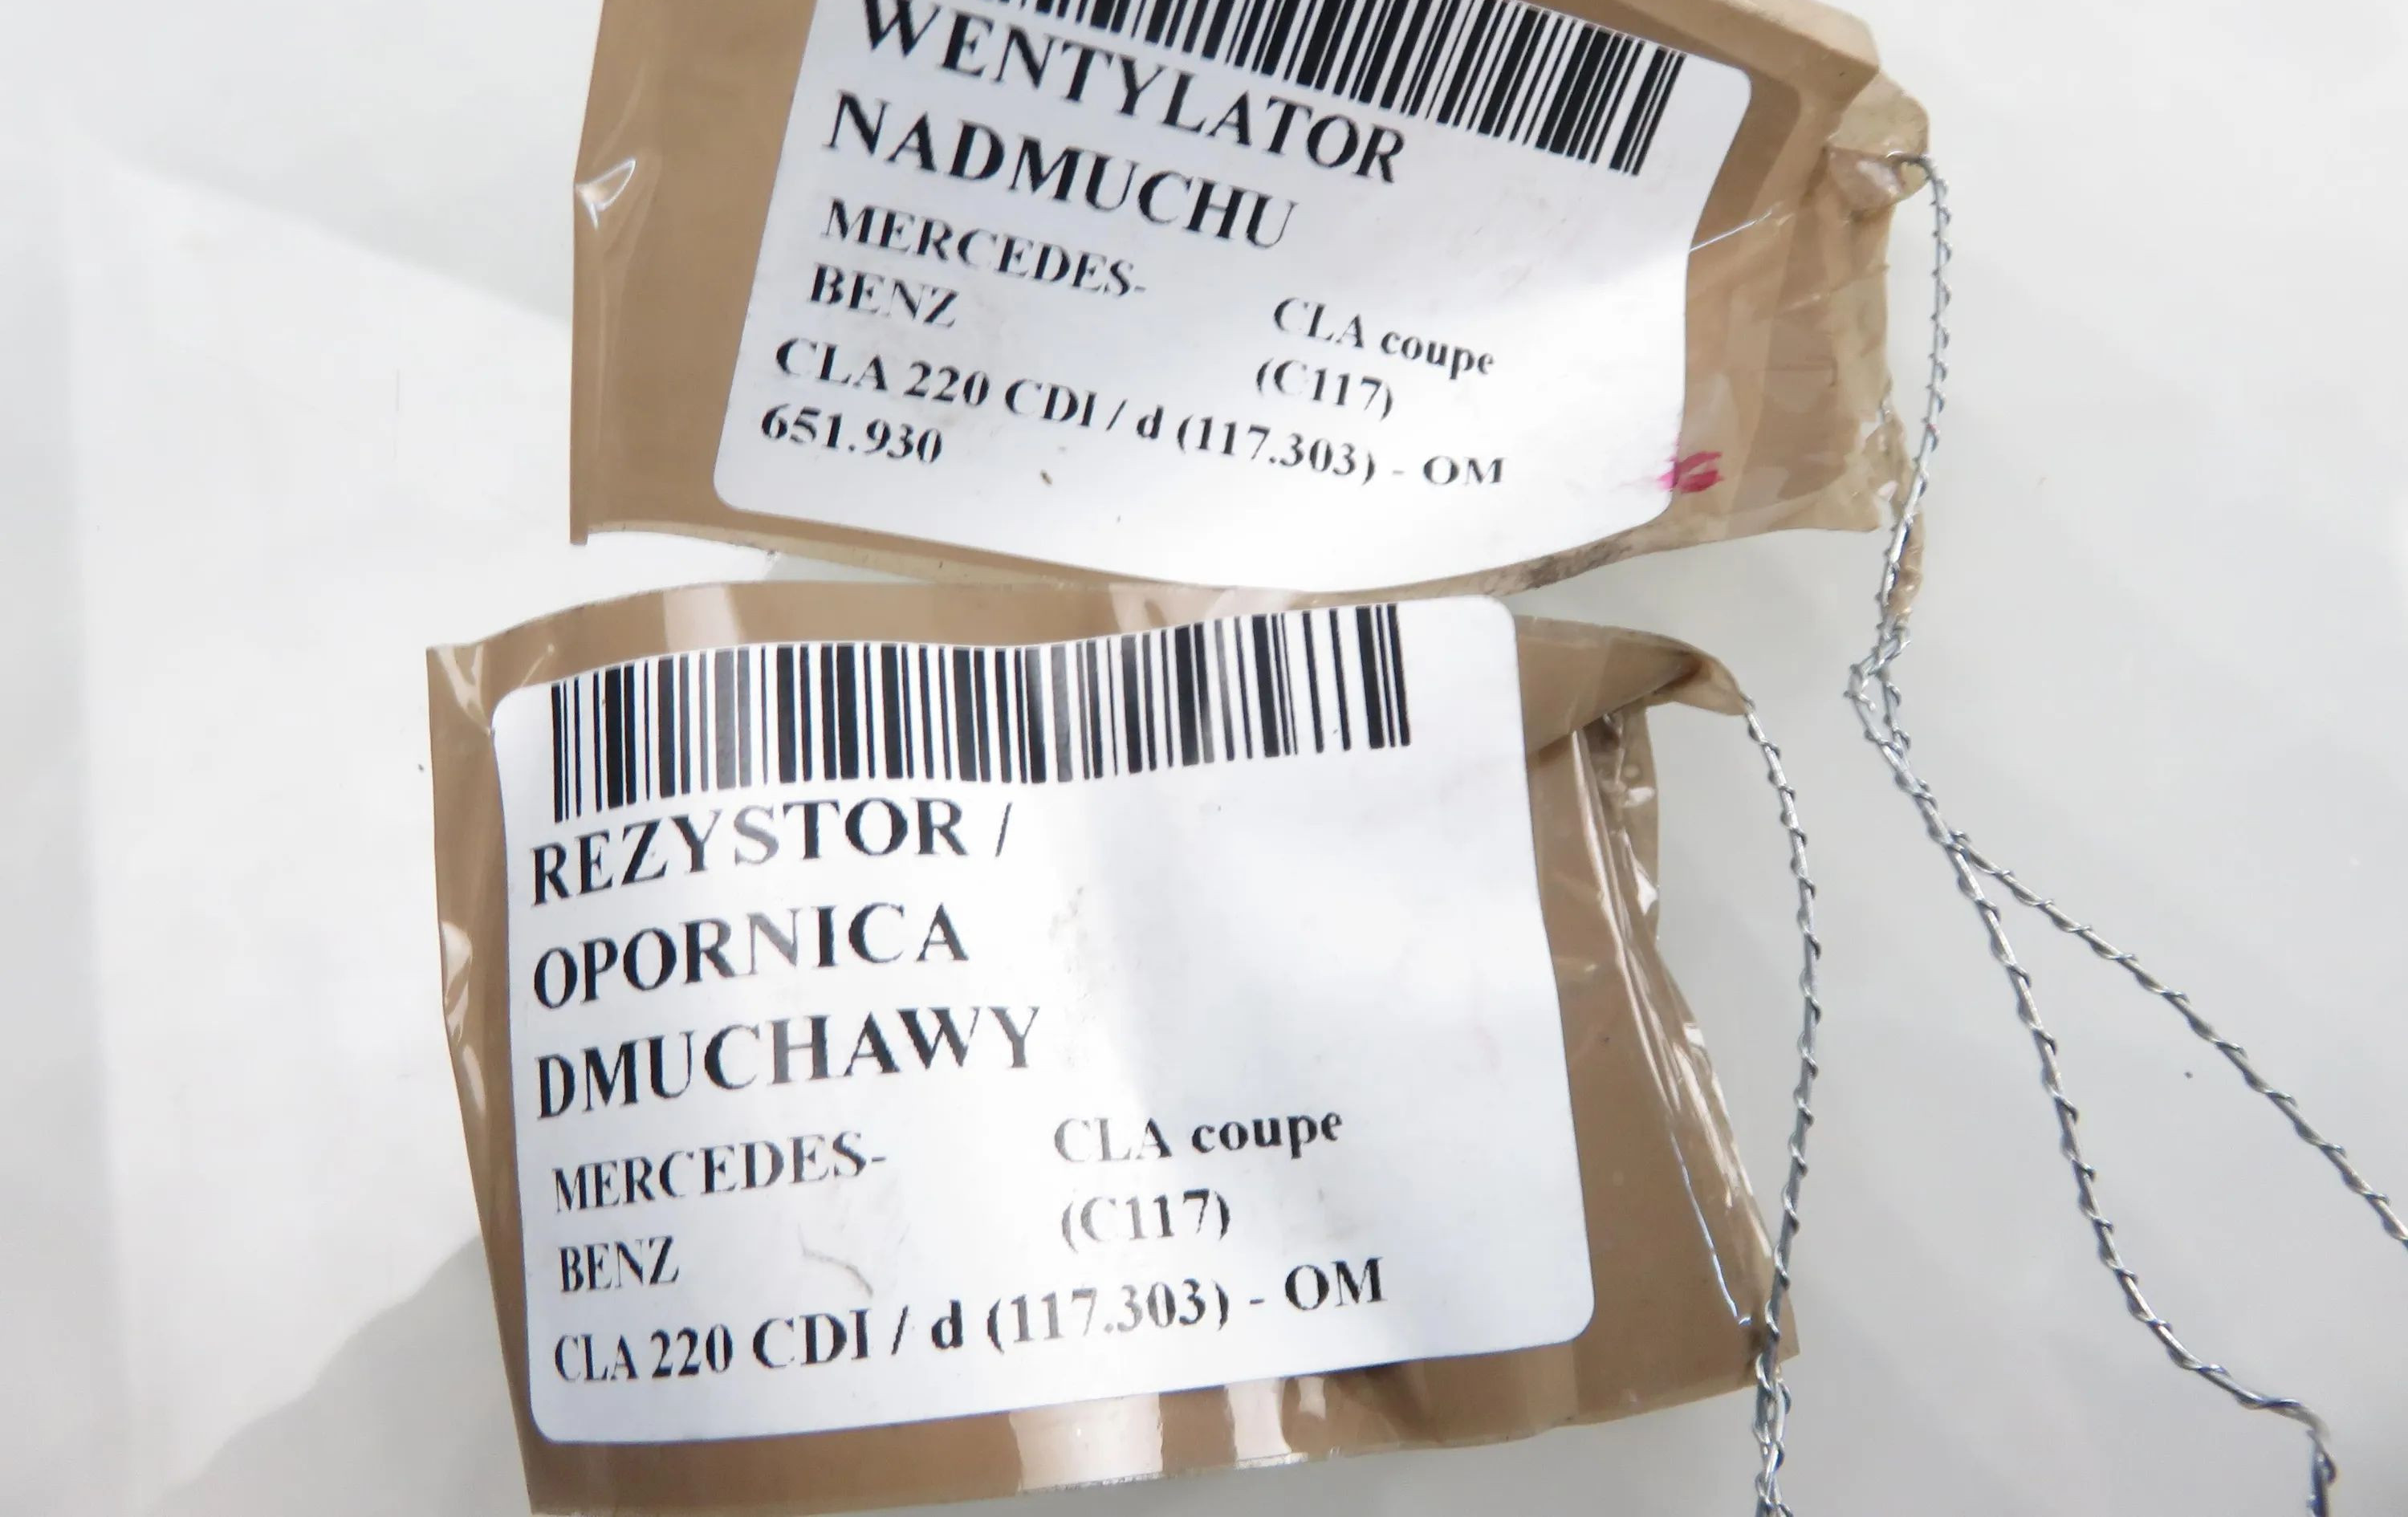 WENTYLATOR
NADMUCHU
MERCEDES-
BENZ
CLA coupe
(C117)
CLA 220 CDI / d (117.303) - OM
651.930
REZYSTOR /
OPORNICA
DMUCHAWY
MERCEDES-
BENZ
CLA coupe
(C117)
CLA 220 CDI / d (117.303) - OM